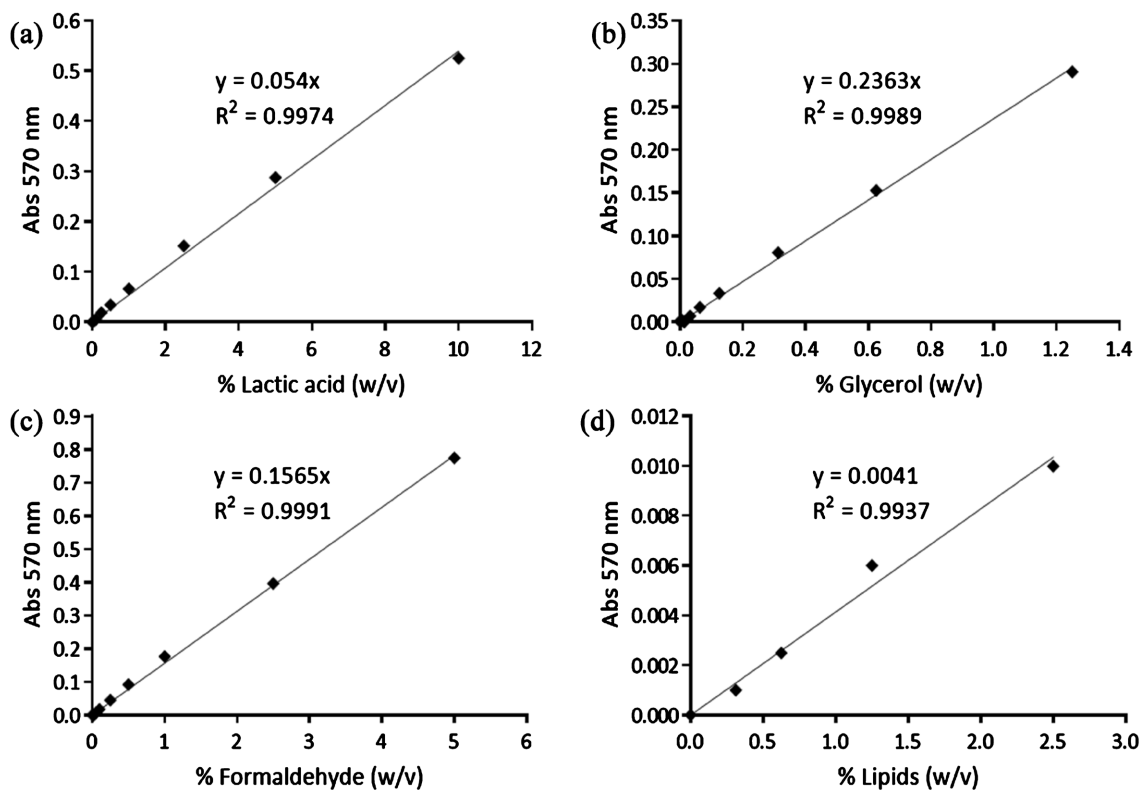 (a)
0.6
0.5
0.4
0.3
0.2
0.1
0.0
Abs 570 nm
y = 0.054x
R² = 0.9974
0 2 4 6 8 10 12
% Lactic acid (w/v)
(b)
0.35
0.30
0.25
0.20
0.15
0.10
0.05
0.00
Abs 570 nm
y = 0.2363x
R² = 0.9989
0.0 0.2 0.4 0.6 0.8 1.0 1.2 1.4
% Glycerol (w/v)
(c)
0.9
0.8
0.7
0.6
0.5
0.4
0.3
0.2
0.1
0.0
Abs 570 nm
y = 0.1565x
R² = 0.9991
0 1 2 3 4 5 6
% Formaldehyde (w/v)
(d)
0.012
0.010
0.008
0.006
0.004
0.002
0.000
Abs 570 nm
y = 0.0041
R² = 0.9937
0.0 0.5 1.0 1.5 2.0 2.5 3.0
% Lipids (w/v)